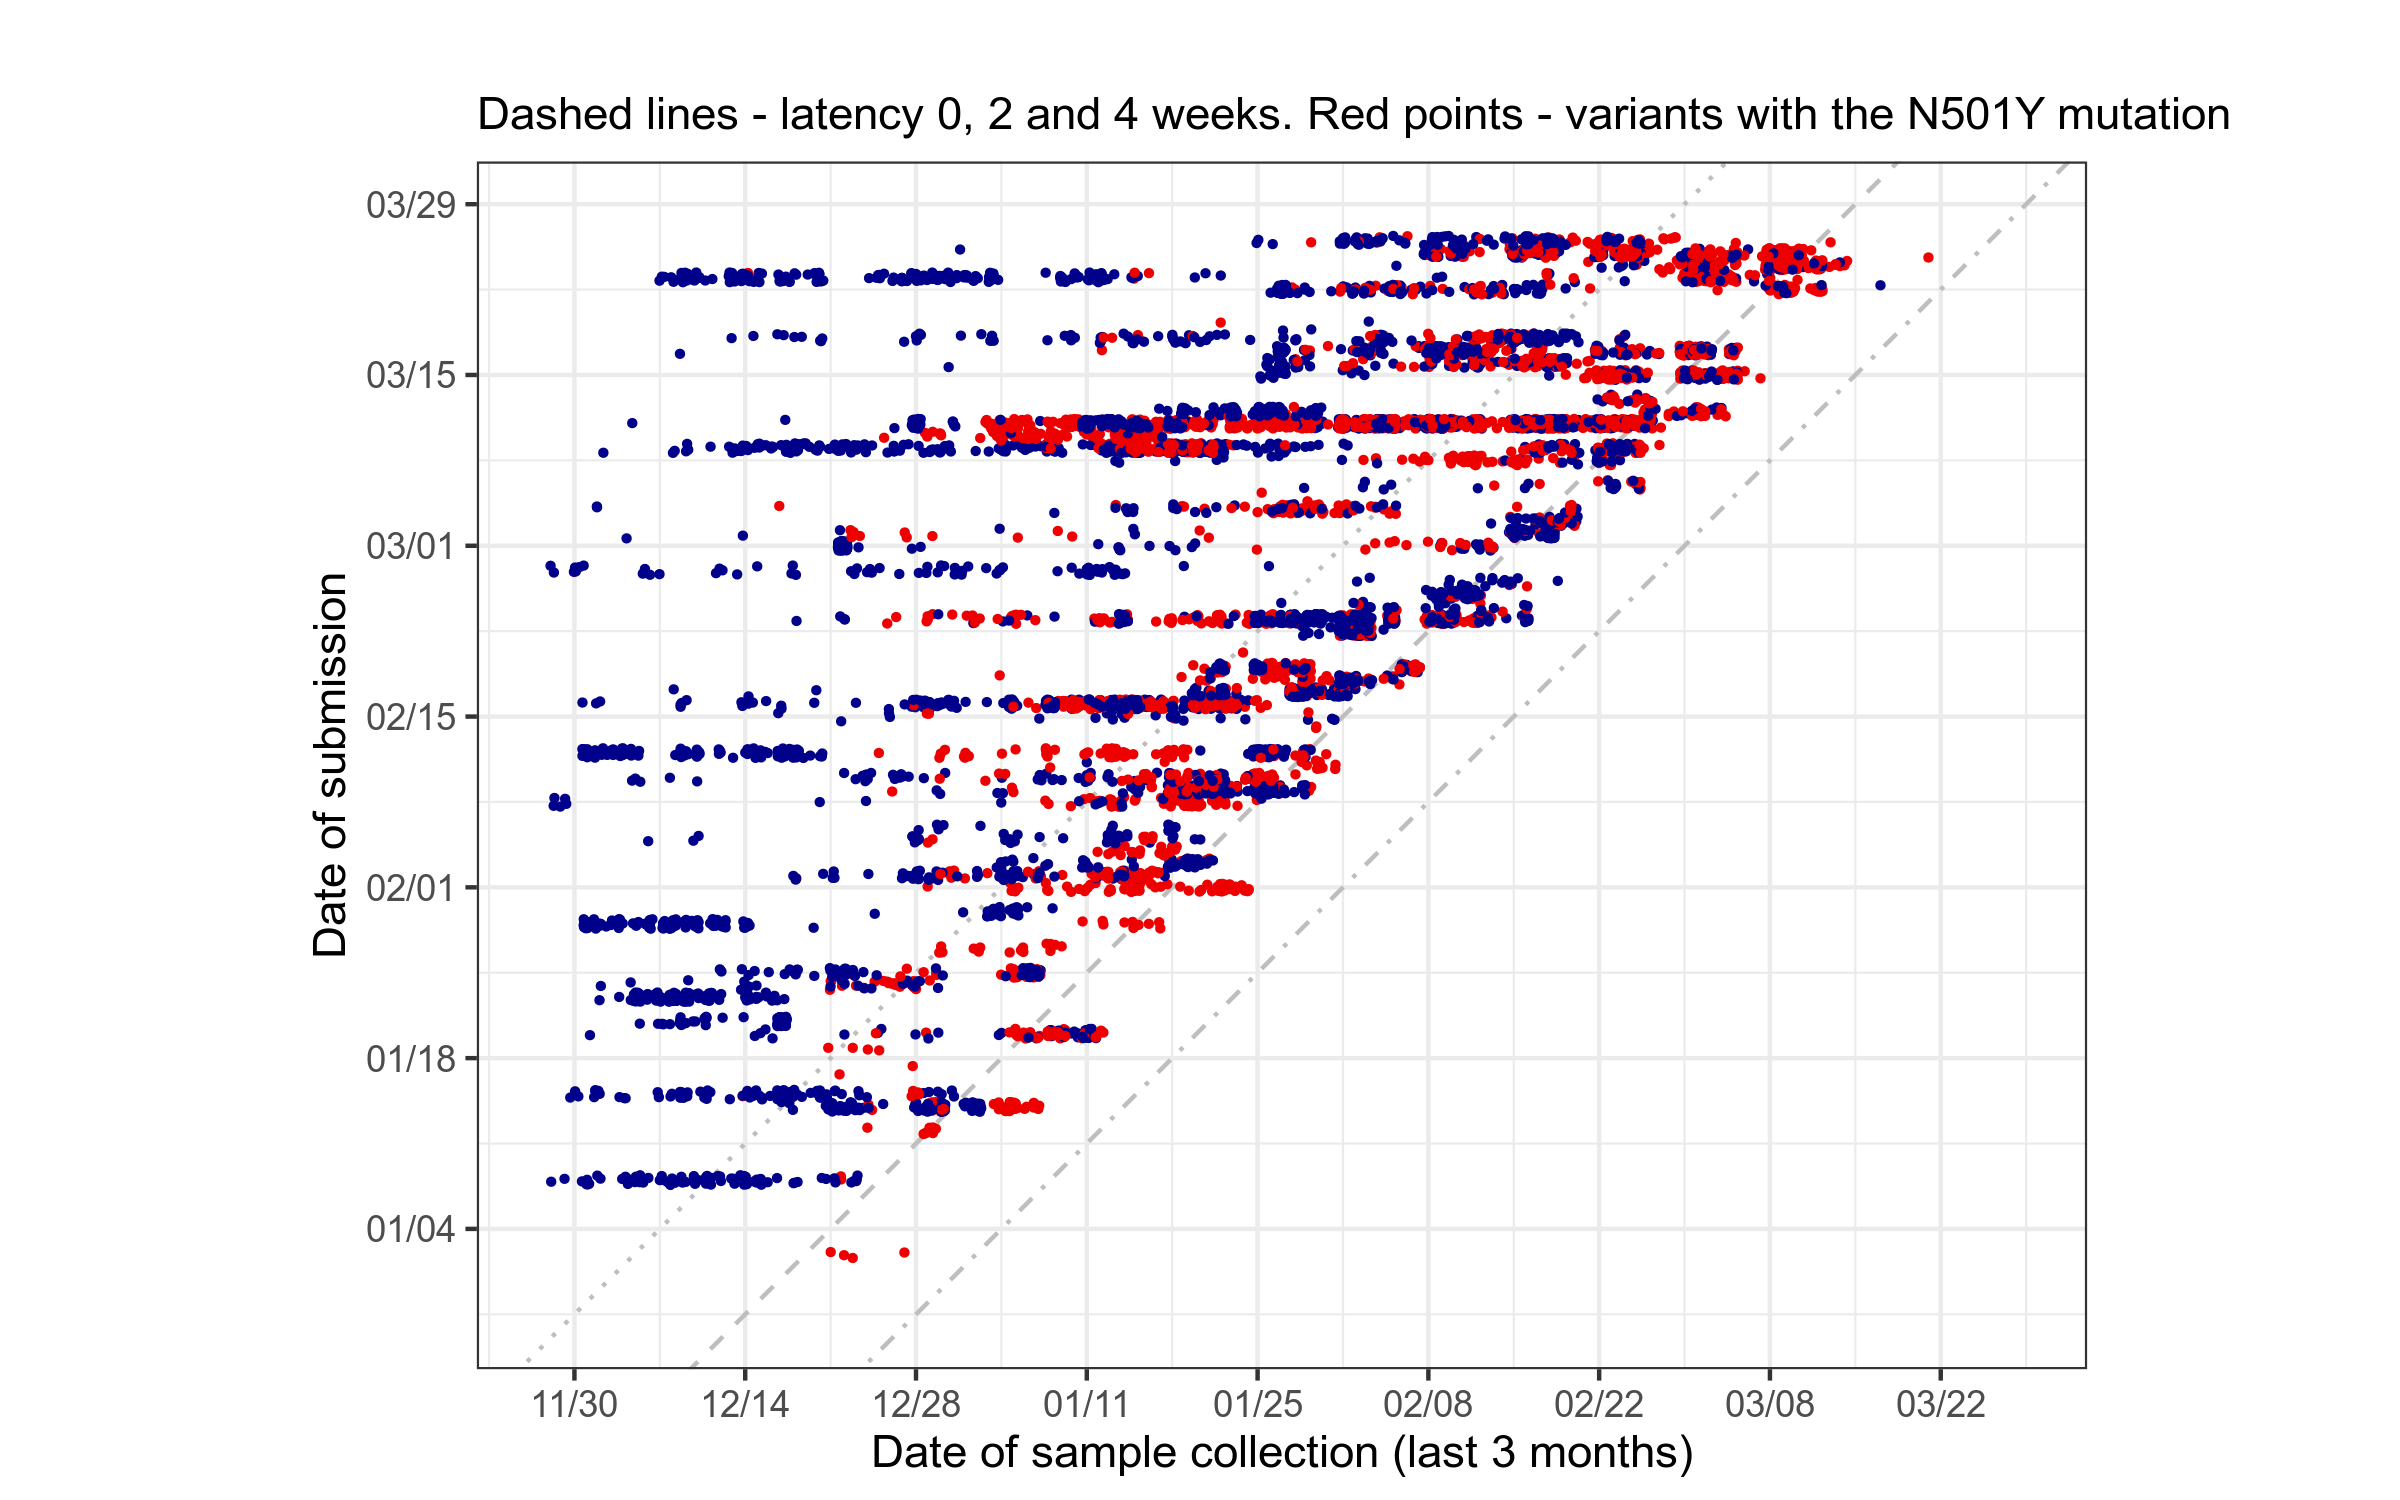 Dashed lines - latency 0, 2 and 4 weeks. Red points - variants with the N501Y mutation
Date of submission
03/29
03/15
03/01
02/15
02/01
01/18
01/04
11/30 12/14 12/28 01/11 01/25 02/08 02/22 03/08 03/22
Date of sample collection (last 3 months)